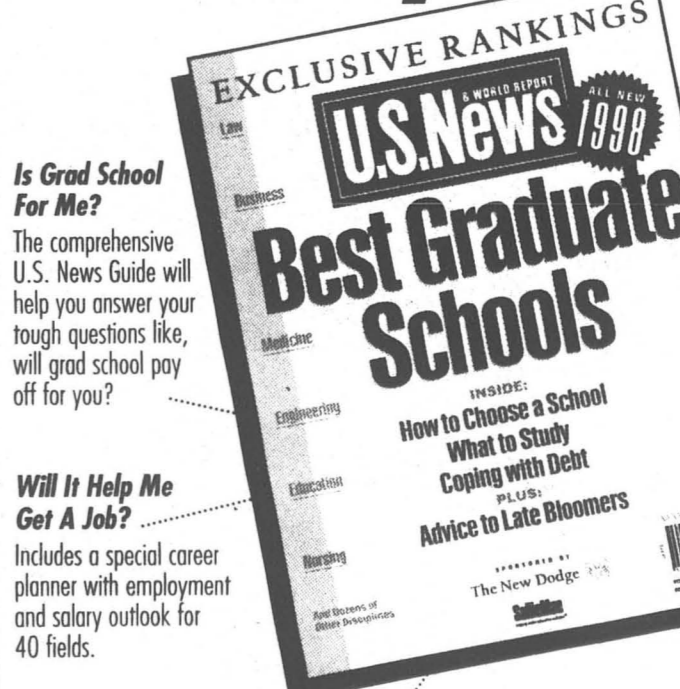 EXCLUSIVE RANKINGS
U.S.News
& WORLD REPORT
ALL NEW
1998
Best Graduate
Schools
Law
Business
Medicine
Engineering
Education
Nursing
And Dozens of
Other Disciplines
INSIDE:
How to Choose a School
What to Study
Coping with Debt
PLUS:
Advice to Late Bloomers
SPONSORED BY
The New Dodge
SallieMae
Is Grad School
For Me?
The comprehensive
U.S. News Guide will
help you answer your
tough questions like,
will grad school pay
off for you?
Will It Help Me
Get A Job?
Includes a special career
planner with employment
and salary outlook for
40 fields.